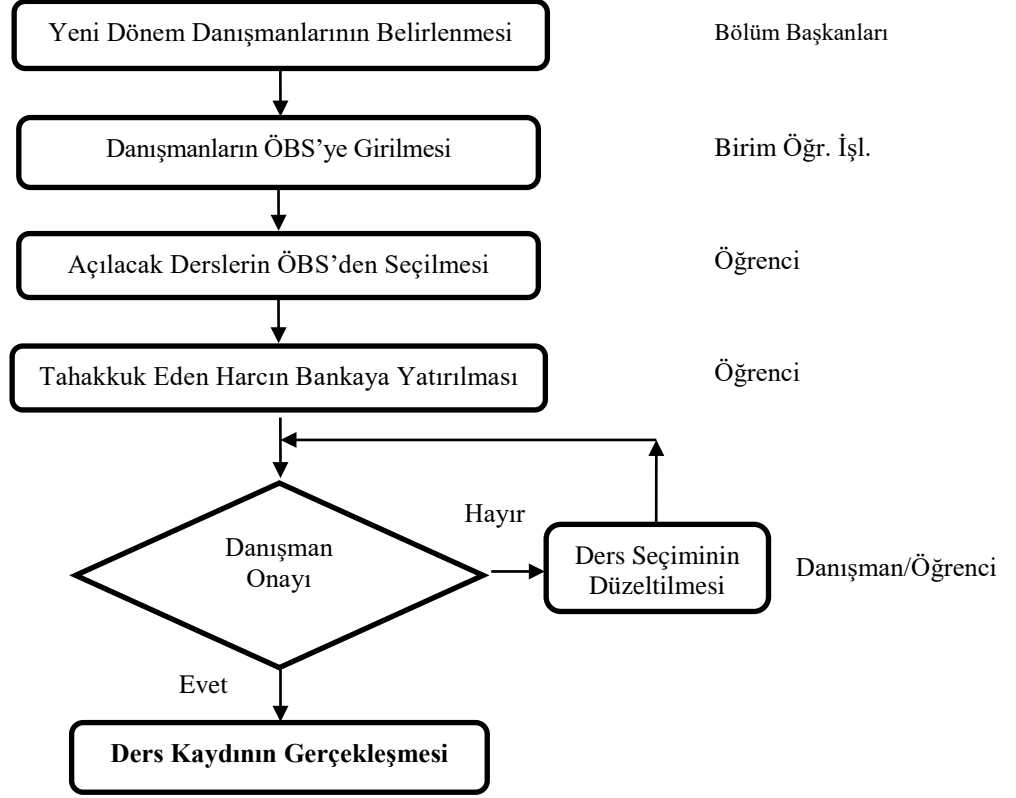 Yeni Dönem Danışmanlarının Belirlenmesi
Bölüm Başkanları
Danışmanların ÖBS’ye Girilmesi
Birim Öğr. İşl.
Açılacak Derslerin ÖBS’den Seçilmesi
Öğrenci
Tahakkuk Eden Harcın Bankaya Yatırılması
Öğrenci
Danışman
Onayı
Hayır
Ders Seçiminin
Düzeltilmesi
Danışman/Öğrenci
Evet
Ders Kaydının Gerçekleşmesi